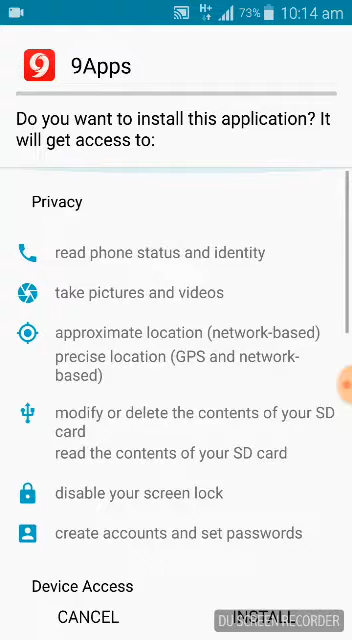 H+
73% 10:14 am
9 9Apps
Do you want to install this application? It
will get access to:
Privacy
read phone status and identity
take pictures and videos
approximate location (network-based)
precise location (GPS and network-
based)
modify or delete the contents of your SD
card
read the contents of your SD card
disable your screen lock
create accounts and set passwords
Device Access
CANCEL INSTALL
DU SCREEN RECORDER